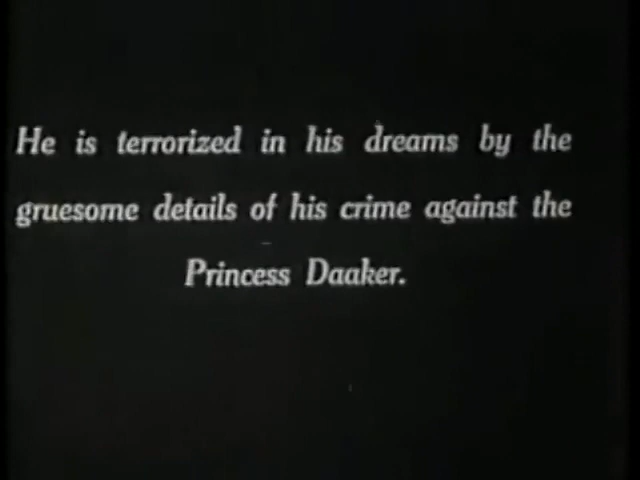 He is terrorized in his dreams by the
gruesome details of his crime against the
Princess Daaker.